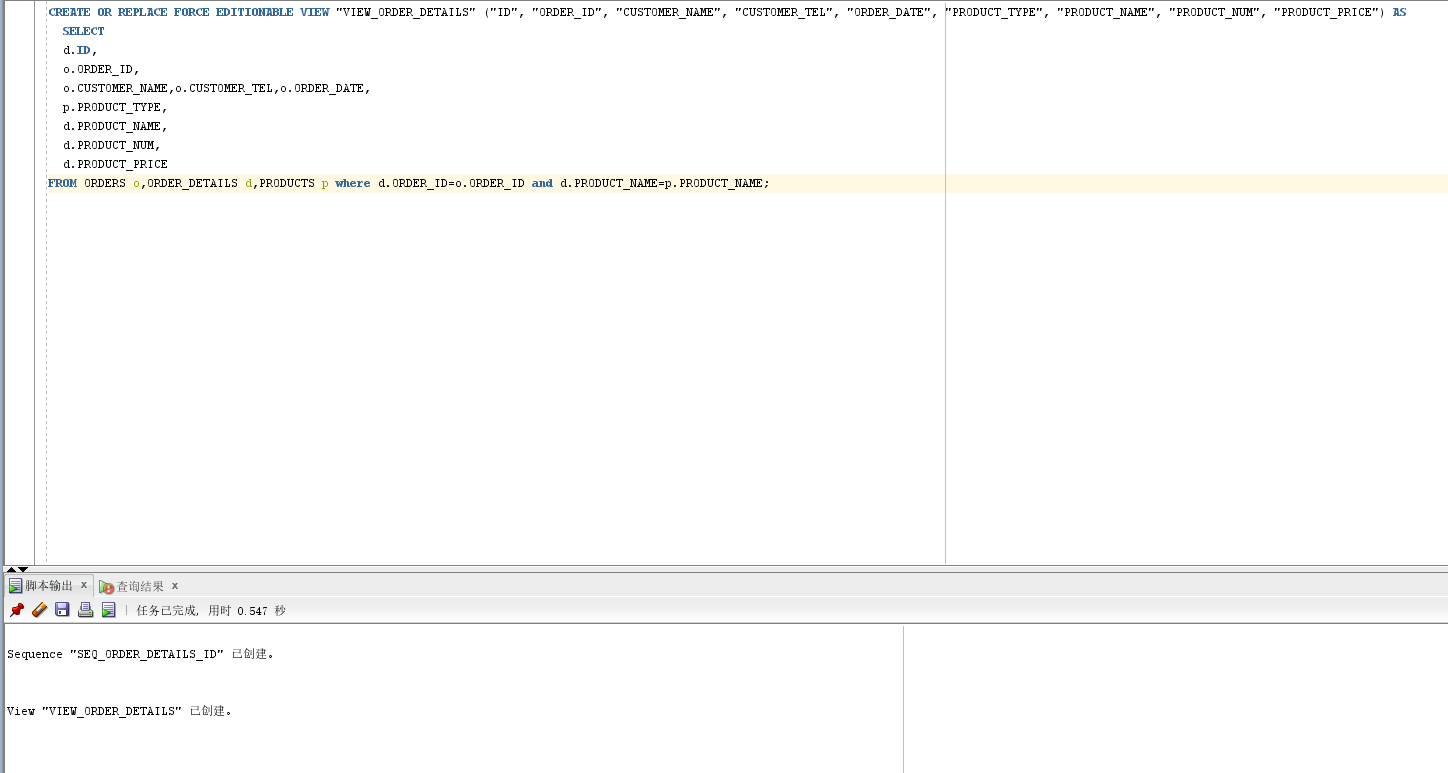 CREATE OR REPLACE FORCE EDITIONABLE VIEW "VIEW_ORDER_DETAILS" ("ID", "ORDER_ID", "CUSTOMER_NAME", "CUSTOMER_TEL", "ORDER_DATE", "PRODUCT_TYPE", "PRODUCT_NAME", "PRODUCT_NUM", "PRODUCT_PRICE") AS
SELECT
d.ID,
o.ORDER_ID,
o.CUSTOMER_NAME,o.CUSTOMER_TEL,o.ORDER_DATE,
p.PRODUCT_TYPE,
d.PRODUCT_NAME,
d.PRODUCT_NUM,
d.PRODUCT_PRICE
FROM ORDERS o,ORDER_DETAILS d,PRODUCTS p where d.ORDER_ID=o.ORDER_ID and d.PRODUCT_NAME=p.PRODUCT_NAME;
脚本输出 x 查询结果 x
任务已完成, 用时 0.547 秒
Sequence "SEQ_ORDER_DETAILS_ID" 已创建。
View "VIEW_ORDER_DETAILS" 已创建。